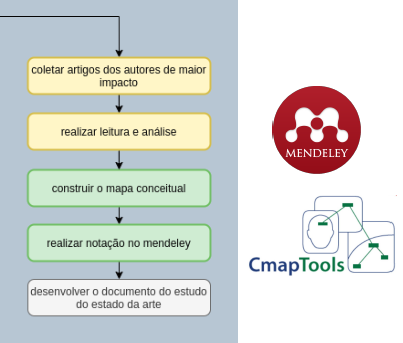 coletar artigos dos autores de maior
impacto
realizar leitura e análise
construir o mapa conceitual
realizar notação no mendeley
desenvolver o documento do estudo
do estado da arte
MENDELEY
CmapTools